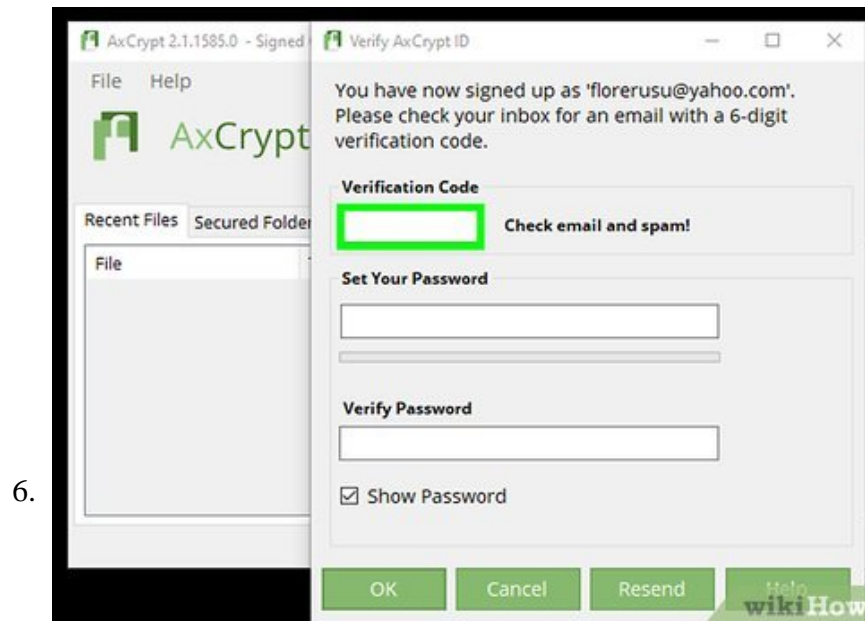 AxCrypt 2.1.1585.0 - Signed
Verify AxCrypt ID
File Help
AxCrypt
You have now signed up as 'florerusu@yahoo.com'.
Please check your inbox for an email with a 6-digit
verification code.
Verification Code
Check email and spam!
Recent Files Secured Folder
File
Set Your Password
Verify Password
6.
Show Password
OK Cancel Resend Help
wikiHow